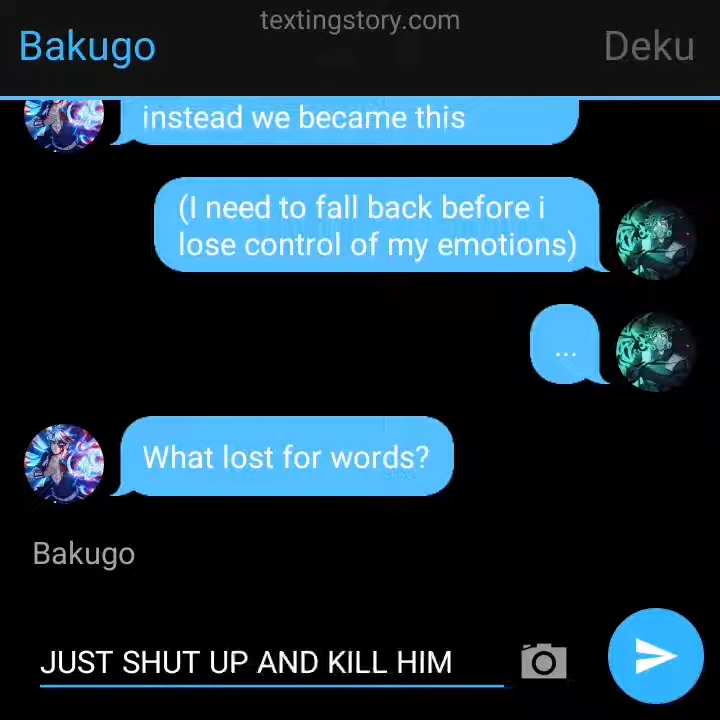 textingstory.com
Bakugo
Deku
instead we became this
(I need to fall back before i
lose control of my emotions)
...
What lost for words?
Bakugo
JUST SHUT UP AND KILL HIM